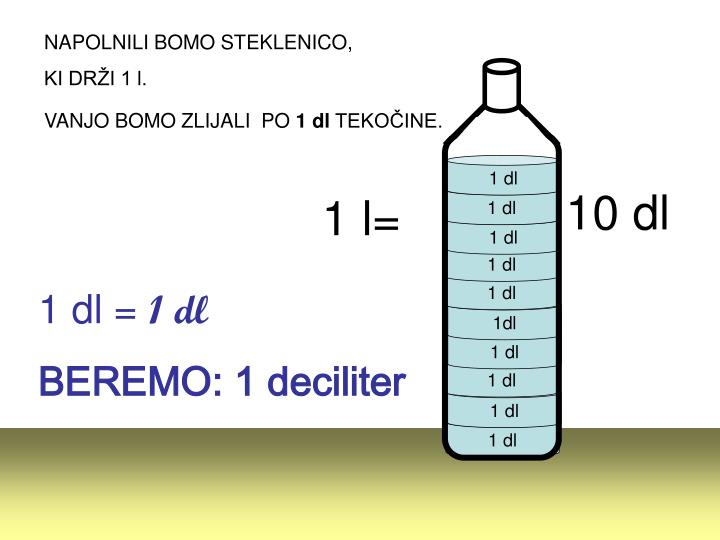 NAPOLNILI BOMO STEKLENICO,
KI DRŽI 1 l.
VANJO BOMO ZLIJALI PO 1 dl TEKOČINE.
1 l=
10 dl
1 dl
1 dl
1 dl
1 dl
1 dl
1dl
1 dl
1 dl
1 dl
1 dl
1 dl = 1 dl
BEREMO: 1 deciliter